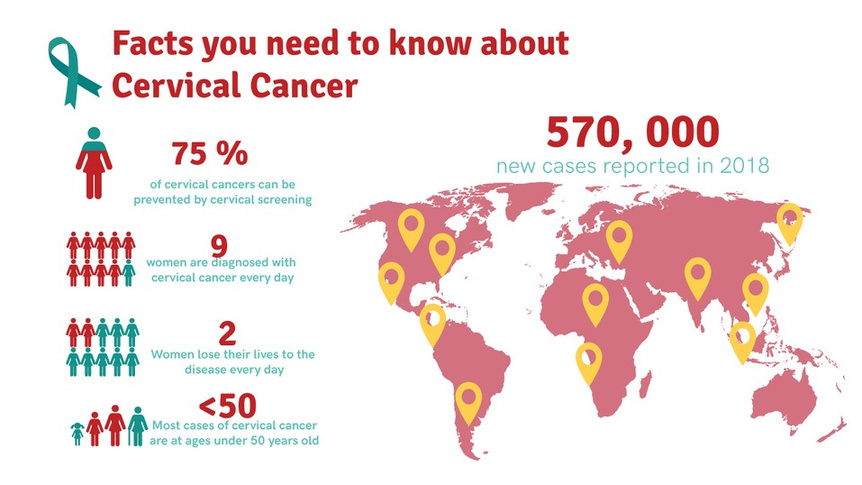 Facts you need to know about
Cervical Cancer
75 %
of cervical cancers can be
prevented by cervical screening
9
women are diagnosed with
cervical cancer every day
2
Women lose their lives to the
disease every day
<50
Most cases of cervical cancer
are at ages under 50 years old
570, 000
new cases reported in 2018